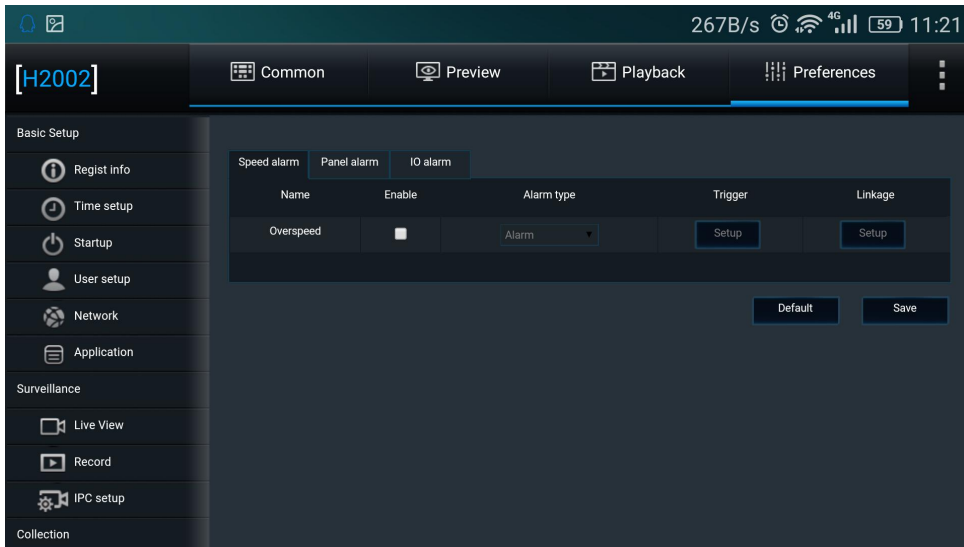 267B/s 4G 59 11:21
[H2002] Common Preview Playback Preferences
Basic Setup
Regist info
Time setup
Startup
User setup
Network
Application
Surveillance
Live View
Record
IPC setup
Collection
Speed alarm Panel alarm IO alarm
Name Enable Alarm type Trigger Linkage
Overspeed Alarm Setup Setup
Default Save